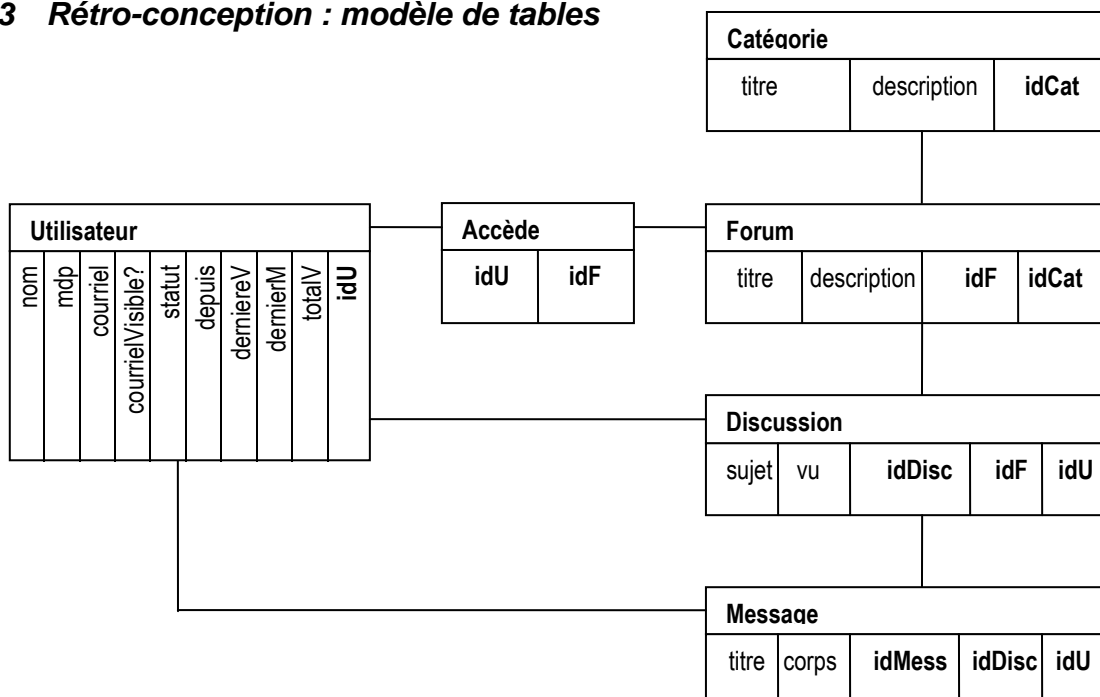 3 Rétro-conception : modèle de tables
Catégorie
titre description idCat
Utilisateur
nom mdp courriel courrielVisible? statut depuis derniereV dernierM totalV idU
Accède
idU idF
Forum
titre description idF idCat
Discussion
sujet vu idDisc idF idU
Message
titre corps idMess idDisc idU